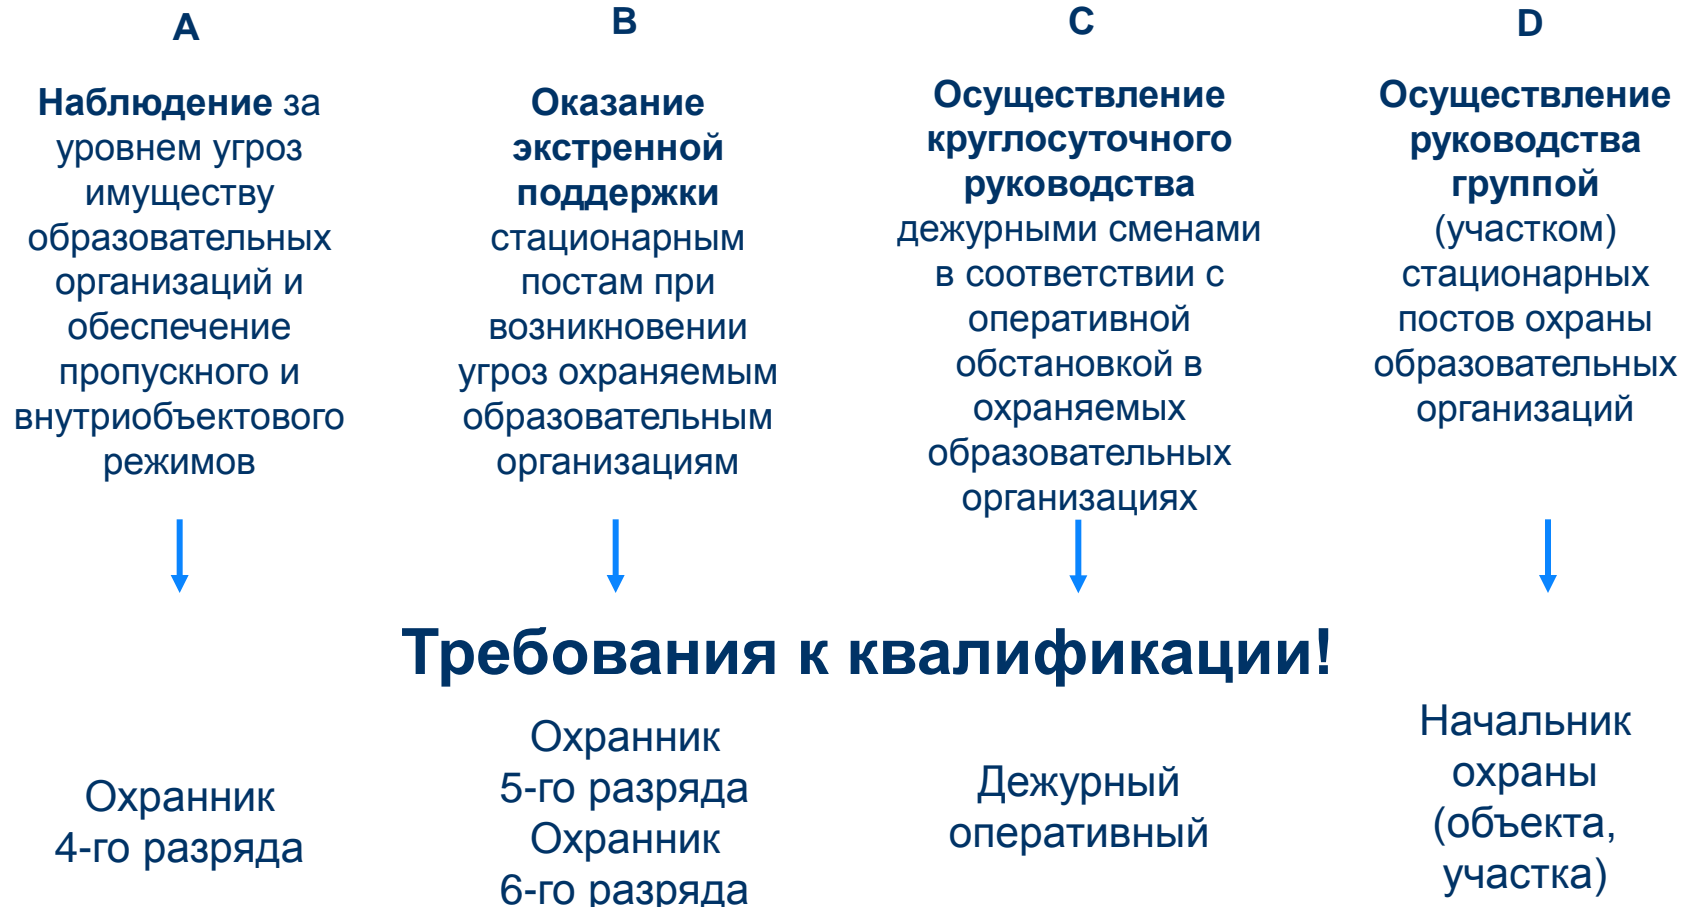 A
Наблюдение за
уровнем угроз
имуществу
образовательных
организаций и
обеспечение
пропускного и
внутриобъектового
режимов
B
Оказание
экстренной
поддержки
стационарным
постам при
возникновении
угроз охраняемым
образовательным
организациям
C
Осуществление
круглосуточного
руководства
дежурными сменами
в соответствии с
оперативной
обстановкой в
охраняемых
образовательных
организациях
D
Осуществление
руководства
группой
(участком)
стационарных
постов охраны
образовательных
организаций
Требования к квалификации!
Охранник
4-го разряда
Охранник
5-го разряда
Охранник
6-го разряда
Дежурный
оперативный
Начальник
охраны
(объекта,
участка)